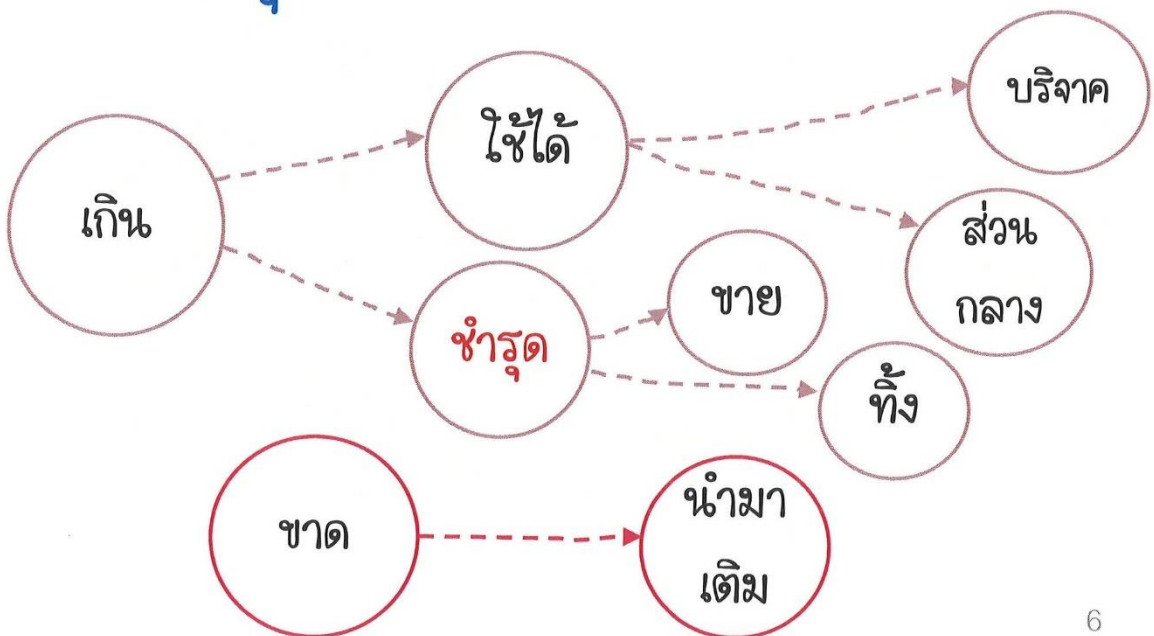 เกิน
ใช้ได้
บริจาค
ส่วน
กลาง
ชำรุด
ขาย
ทิ้ง
ขาด
นำมา
เติม
6